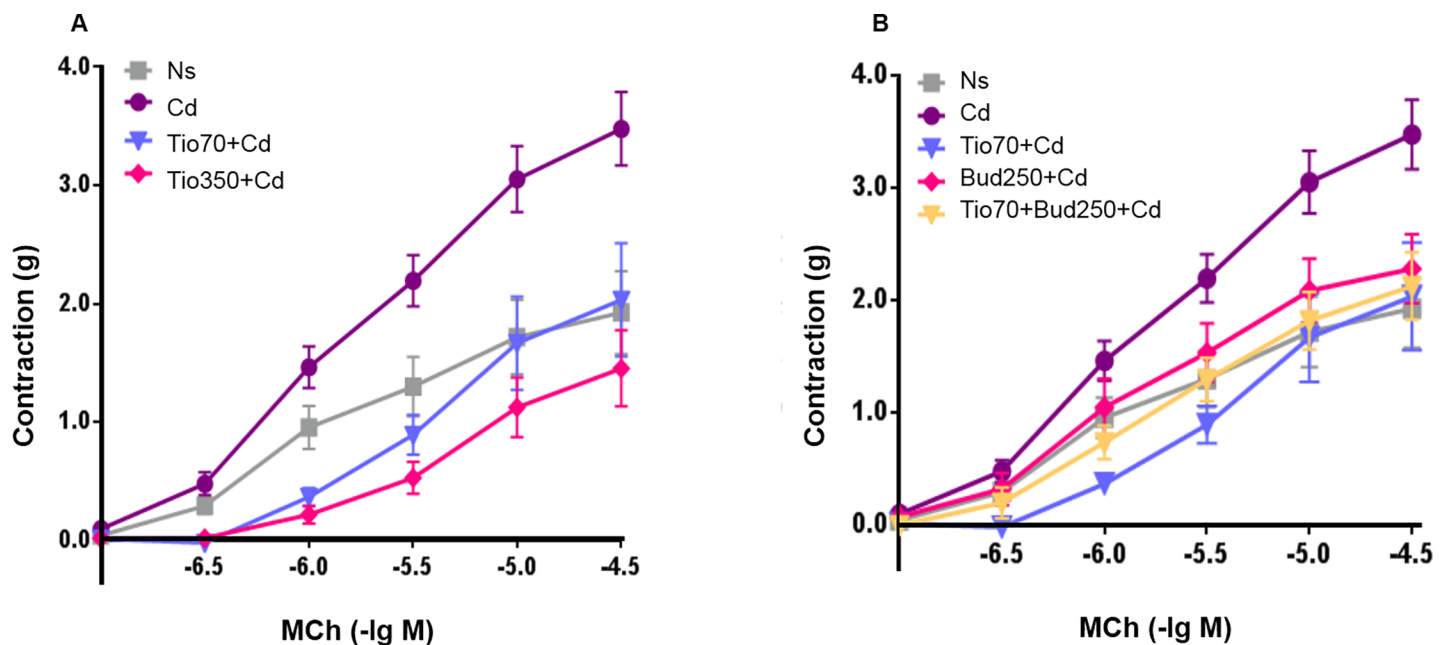 A
Contraction (g)
4.0
3.0
2.0
1.0
0.0
Ns
Cd
Tio70+Cd
Tio350+Cd
-6.5 -6.0 -5.5 -5.0 -4.5
MCh (-lg M)
B
Contraction (g)
4.0
3.0
2.0
1.0
0.0
Ns
Cd
Tio70+Cd
Bud250+Cd
Tio70+Bud250+Cd
-6.5 -6.0 -5.5 -5.0 -4.5
MCh (-lg M)